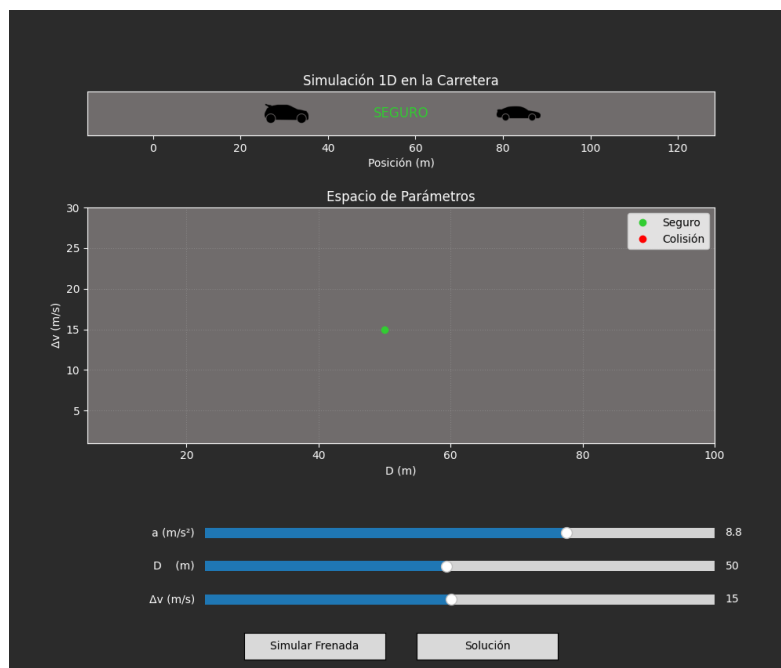 Simulación 1D en la Carretera
SEGURO
0 20 40 60 80 100 120
Posición (m)
Espacio de Parámetros
30
25
20
15
10
5
Δv (m/s)
Seguro
Colisión
20 40 60 80 100
D (m)
a (m/s²) 8.8
D (m) 50
Δv (m/s) 15
Simular Frenada Solución